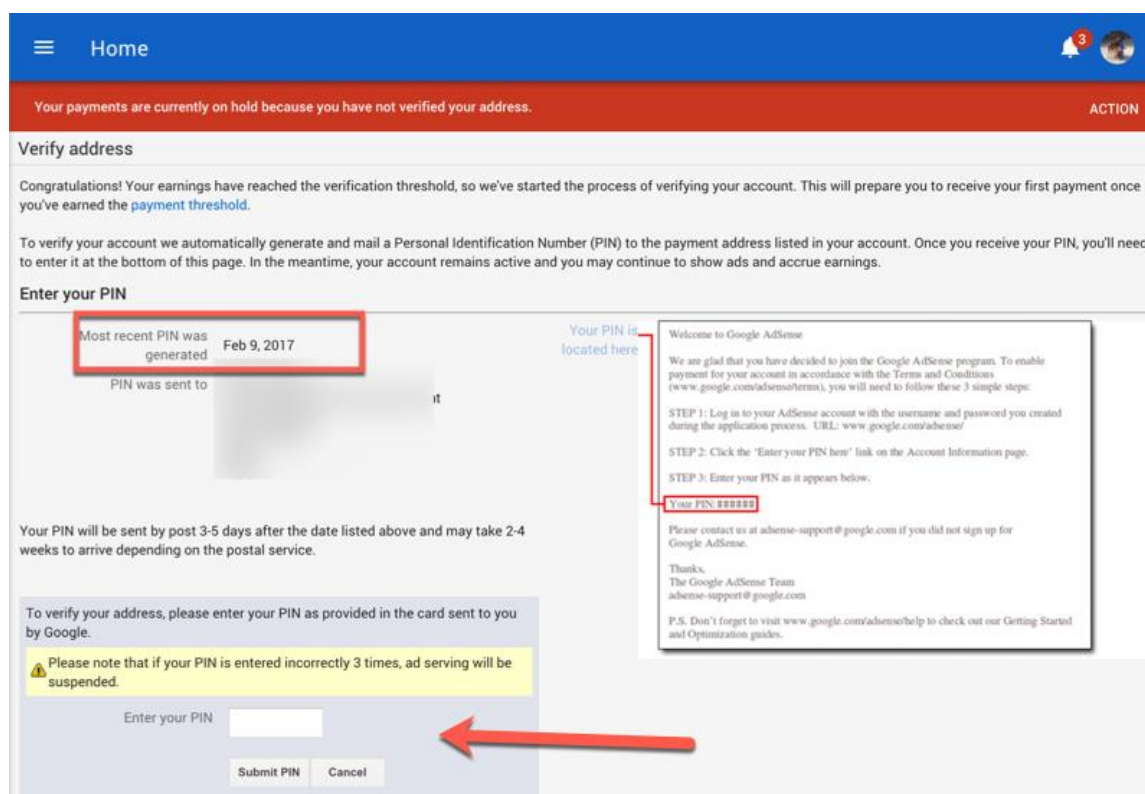 Home
3
Your payments are currently on hold because you have not verified your address.
ACTION
Verify address
Congratulations! Your earnings have reached the verification threshold, so we've started the process of verifying your account. This will prepare you to receive your first payment once
you've earned the payment threshold.
To verify your account we automatically generate and mail a Personal Identification Number (PIN) to the payment address listed in your account. Once you receive your PIN, you'll need
to enter it at the bottom of this page. In the meantime, your account remains active and you may continue to show ads and accrue earnings.
Enter your PIN
Most recent PIN was
generated
Feb 9, 2017
PIN was sent to
Your PIN will be sent by post 3-5 days after the date listed above and may take 2-4
weeks to arrive depending on the postal service.
To verify your address, please enter your PIN as provided in the card sent to you
by Google.
Please note that if your PIN is entered incorrectly 3 times, ad serving will be
suspended.
Enter your PIN
Submit PIN
Cancel
Your PIN is
located here
Welcome to Google AdSense
We are glad that you have decided to join the Google AdSense program. To enable
payment for your account in accordance with the Terms and Conditions
(www.google.com/adsense/terms), you will need to follow these 3 simple steps:
STEP 1: Log in to your AdSense account with the username and password you created
during the application process. URL: www.google.com/adsense/
STEP 2: Click the 'Enter your PIN here' link on the Account Information page.
STEP 3: Enter your PIN as it appears below.
Your PIN: ######
Please contact us at adsense-support@google.com if you did not sign up for
Google AdSense.
Thanks,
The Google AdSense Team
adsense-support@google.com
P.S. Don't forget to visit www.google.com/adsense/help to check out our Getting Started
and Optimization guides.